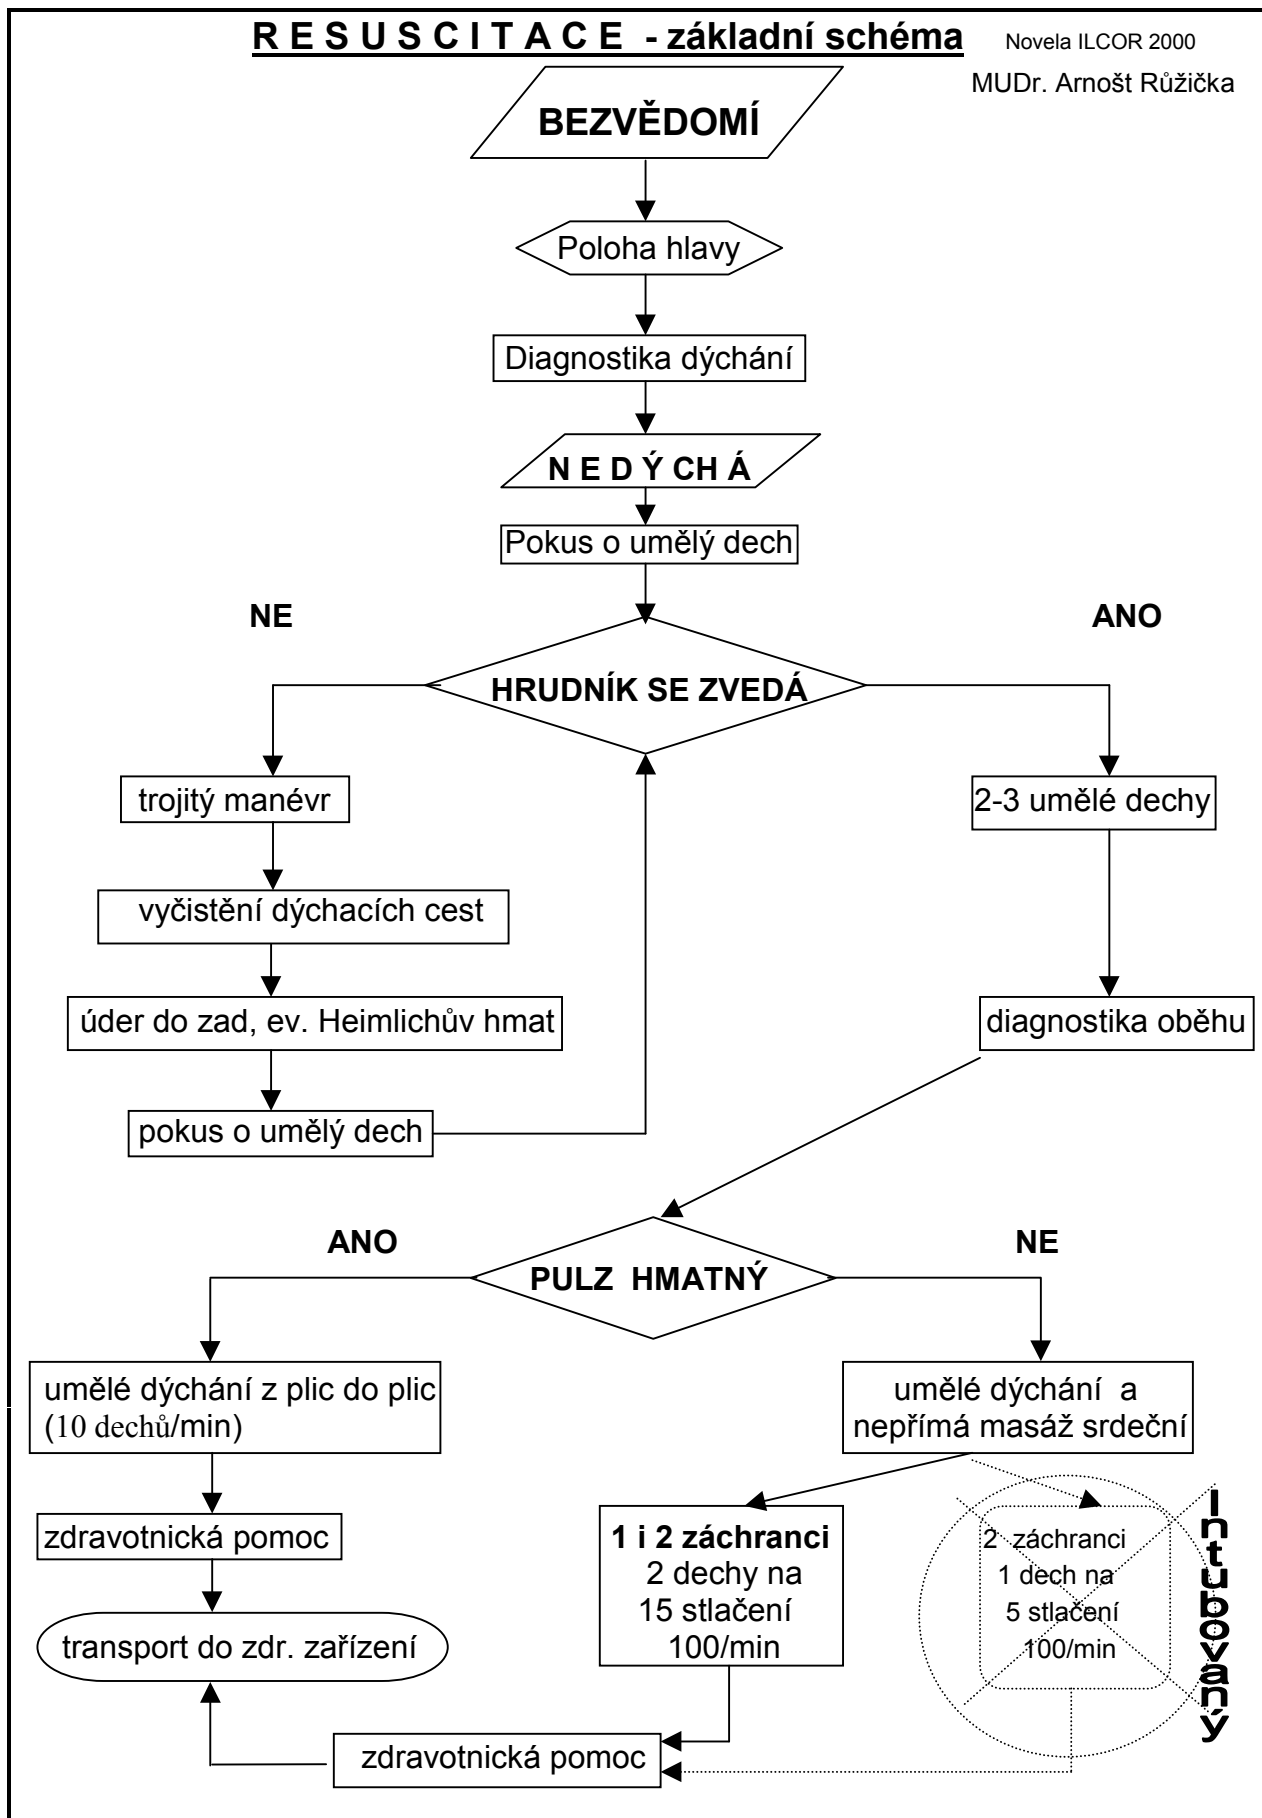 R E S U S C I T A C E - základní schéma
Novela ILCOR 2000
MUDr. Arnošt Růžička
BEZVĚDOMÍ
Poloha hlavy
Diagnostika dýchání
N E D Ý CH Á
Pokus o umělý dech
NE
ANO
HRUDNÍK SE ZVEDÁ
trojitý manévr
2-3 umělé dechy
vyčistění dýchacích cest
úder do zad, ev. Heimlichův hmat
diagnostika oběhu
pokus o umělý dech
ANO
NE
PULZ HMATNÝ
umělé dýchání z plic do plic
(10 dechů/min)
umělé dýchání a
nepřímá masáž srdeční
zdravotnická pomoc
1 i 2 záchranci
2 dechy na
15 stlačení
100/min
2 záchranci
1 dech na
5 stlačení
100/min
Intubovaný
transport do zdr. zařízení
zdravotnická pomoc